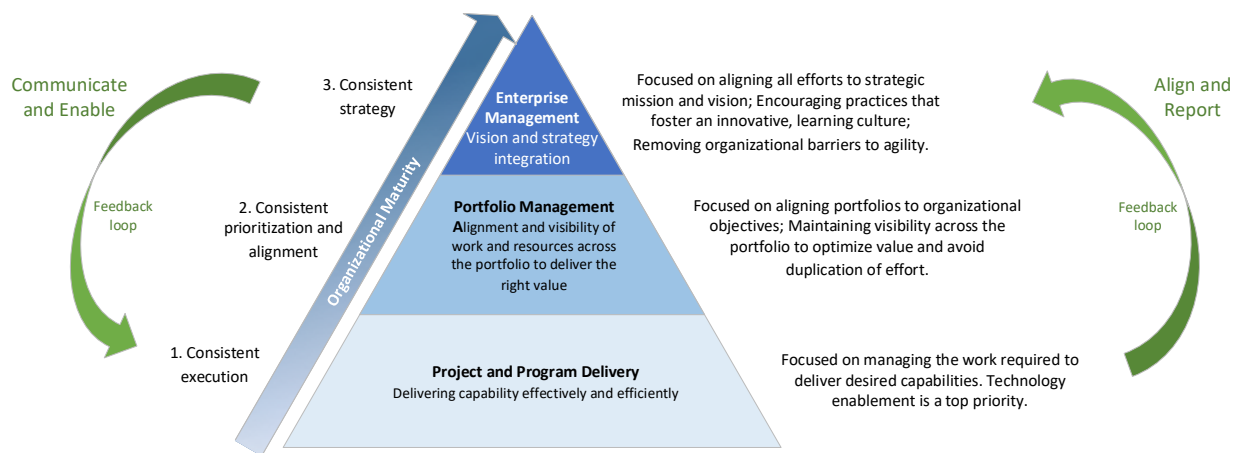 Communicate
and Enable
Feedback
loop
3. Consistent
strategy
2. Consistent
prioritization and
alignment
1. Consistent
execution
Organizational Maturity
Enterprise
Management
Vision and strategy
integration
Portfolio Management
Alignment and visibility of
work and resources across
the portfolio to deliver the
right value
Project and Program Delivery
Delivering capability effectively and efficiently
Focused on aligning all efforts to strategic
mission and vision; Encouraging practices that
foster an innovative, learning culture;
Removing organizational barriers to agility.
Focused on aligning portfolios to organizational
objectives; Maintaining visibility across the
portfolio to optimize value and avoid
duplication of effort.
Focused on managing the work required to
deliver desired capabilities. Technology
enablement is a top priority.
Align and
Report
Feedback
loop